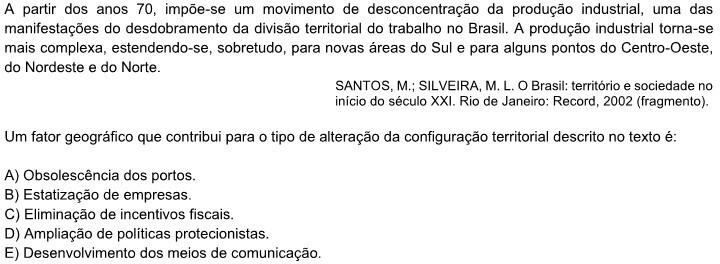 A partir dos anos 70, impõe-se um movimento de desconcentração da produção industrial, uma das
manifestações do desdobramento da divisão territorial do trabalho no Brasil. A produção industrial torna-se
mais complexa, estendendo-se, sobretudo, para novas áreas do Sul e para alguns pontos do Centro-Oeste,
do Nordeste e do Norte.
SANTOS, M.; SILVEIRA, M. L. O Brasil: território e sociedade no
início do século XXI. Rio de Janeiro: Record, 2002 (fragmento).
Um fator geográfico que contribui para o tipo de alteração da configuração territorial descrito no texto é:
A) Obsolescência dos portos.
B) Estatização de empresas.
C) Eliminação de incentivos fiscais.
D) Ampliação de políticas protecionistas.
E) Desenvolvimento dos meios de comunicação.